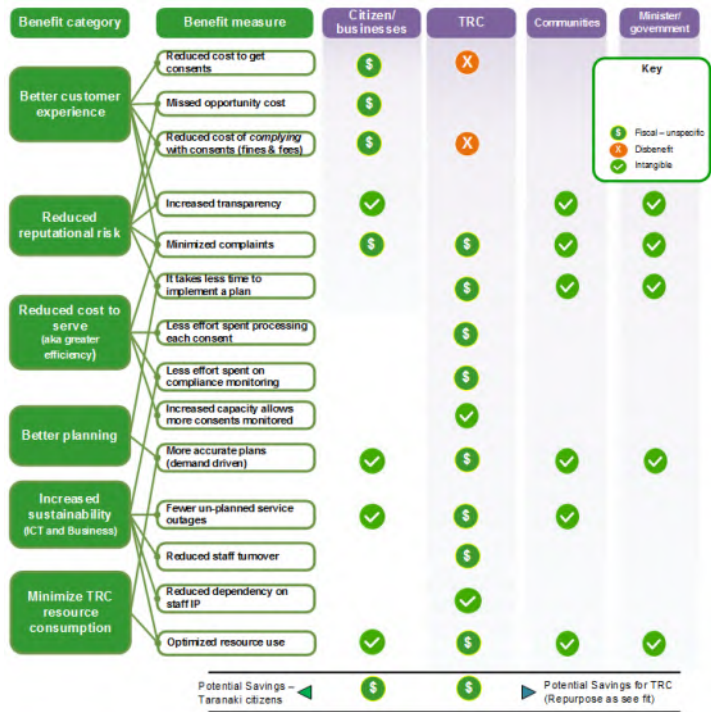 Benefit category
Benefit measure
Citizen/
businesses
TRC
Communities
Minister/
government
Better customer
experience
Reduced
reputational risk
Reduced cost to
serve
(aka greater
efficiency)
Better planning
Increased
sustainability
(ICT and Business)
Minimize TRC
resource
consumption
Reduced cost to get
consents
$
X
Missed opportunity cost
$
Reduced cost of complying
with consents (fines & fees)
$
X
Increased transparency
Minimized complaints
$
$
It takes less time to
implement a plan
$
Less effort spent processing
each consent
$
Less effort spent on
compliance monitoring
$
Increased capacity allows
more consents monitored
More accurate plans
(demand driven)
$
Fewer un-planned service
outages
$
Reduced staff turnover
$
Reduced dependency on
staff IP
Optimized resource use
$
Key
$ Fiscal – unspecific
X Disbenefit
Intangible
Potential Savings –
Taranaki citizens
$
$
Potential Savings for TRC
(Repurpose as see fit)